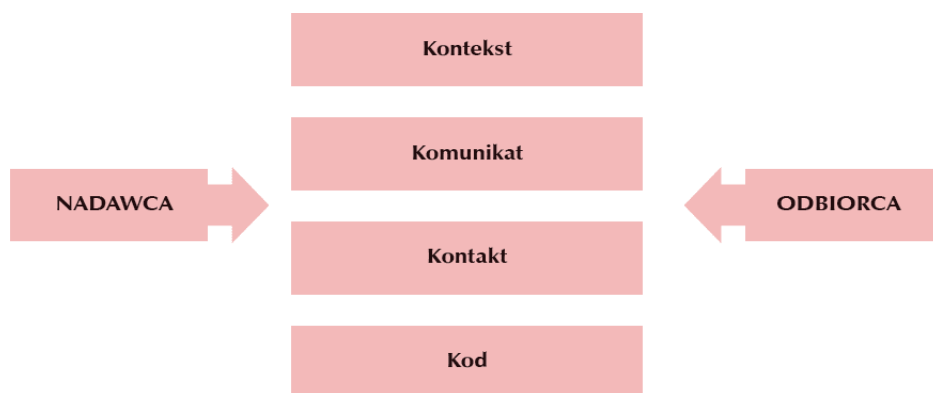 Kontekst
Komunikat
NADAWCA
ODBIORCA
Kontakt
Kod